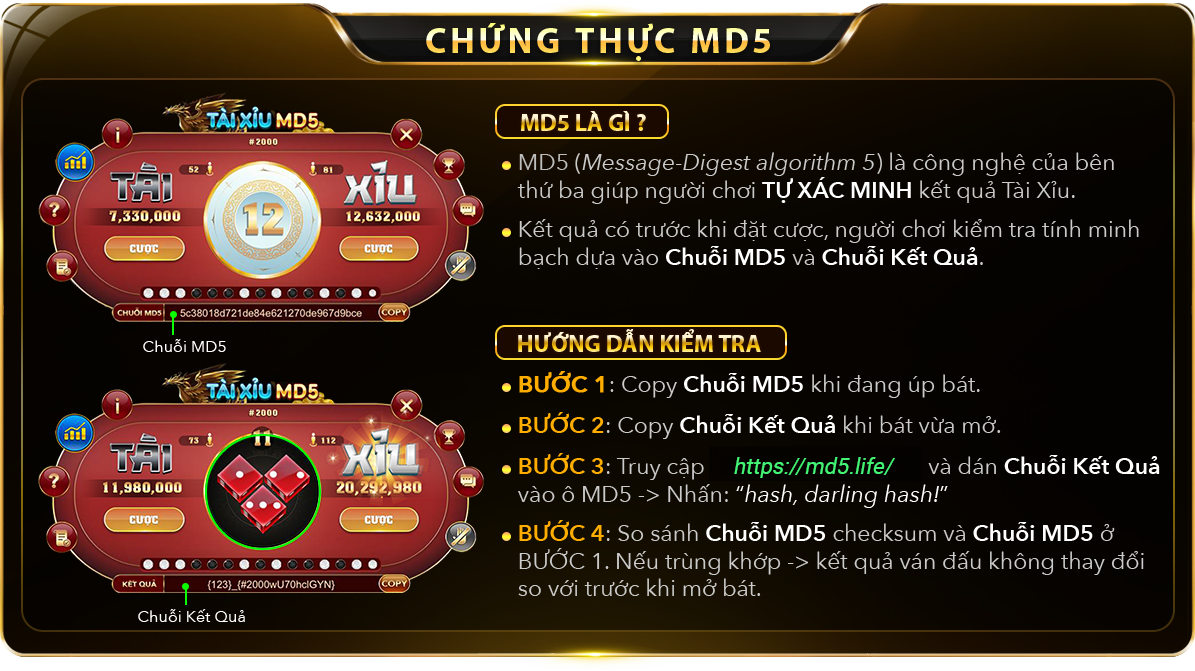 CHỨNG THỰC MD5
TÀI XỈU MD5
#2000
TÀI
52
81
XỈU
7,330,000
12
12,632,000
CƯỢC
CƯỢC
CHUỖI MD5
5c38018d721de84e621270de967d9bce
COPY
Chuỗi MD5
TÀI XỈU MD5
#2000
TÀI
73
11
112
XỈU
11,980,000
20,292,980
CƯỢC
CƯỢC
KẾT QUẢ
{123}_{#2000wU70hclGYN}
COPY
Chuỗi Kết Quả
MD5 LÀ GÌ ?
MD5 (Message-Digest algorithm 5) là công nghệ của bên
thứ ba giúp người chơi TỰ XÁC MINH kết quả Tài Xỉu.
Kết quả có trước khi đặt cược, người chơi kiểm tra tính minh
bạch dựa vào Chuỗi MD5 và Chuỗi Kết Quả.
HƯỚNG DẪN KIỂM TRA
BƯỚC 1: Copy Chuỗi MD5 khi đang úp bát.
BƯỚC 2: Copy Chuỗi Kết Quả khi bát vừa mở.
BƯỚC 3: Truy cập https://md5.life/ và dán Chuỗi Kết Quả
vào ô MD5 -> Nhấn: “hash, darling hash!”
BƯỚC 4: So sánh Chuỗi MD5 checksum và Chuỗi MD5 ở
BƯỚC 1. Nếu trùng khớp -> kết quả ván đấu không thay đổi
so với trước khi mở bát.